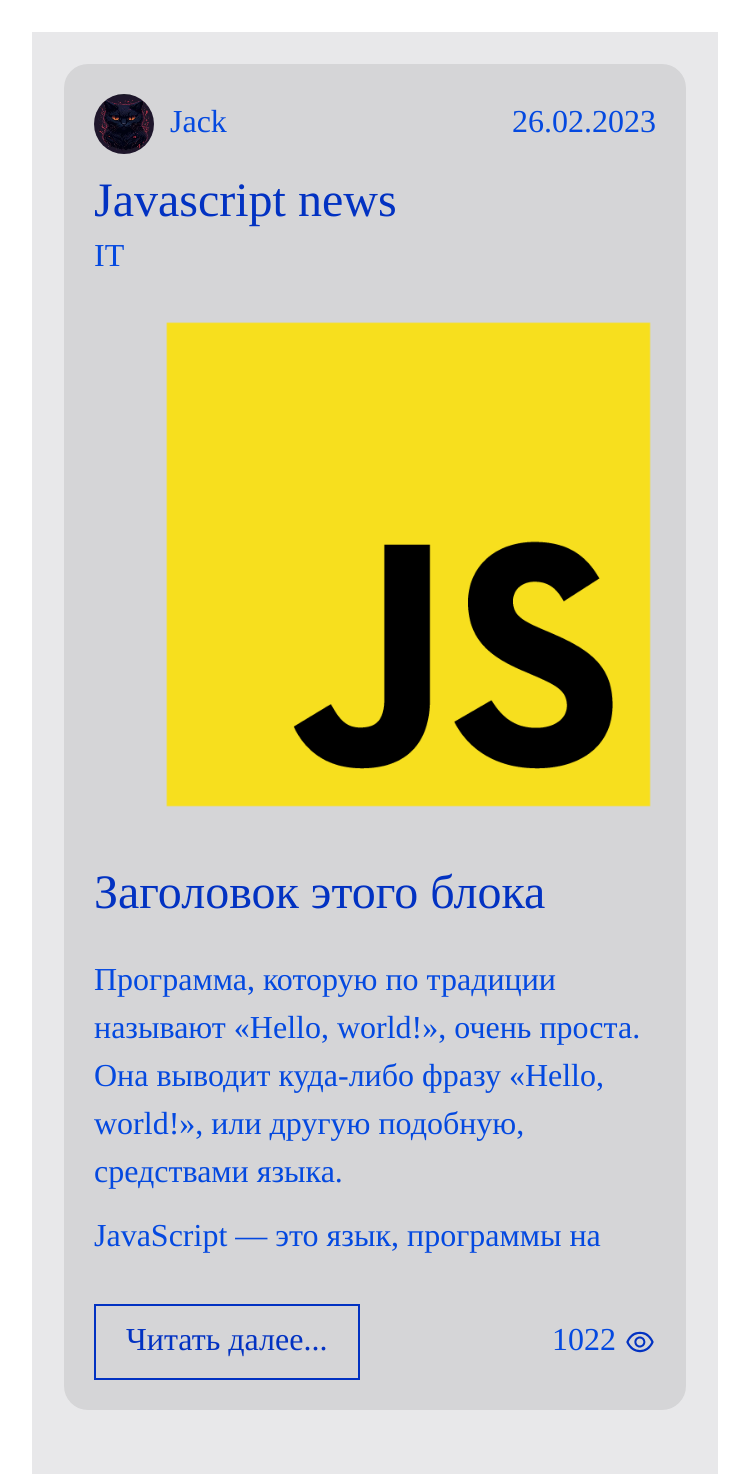 Jack 26.02.2023
Javascript news
IT
JS
Заголовок этого блока
Программа, которую по традиции
называют «Hello, world!», очень проста.
Она выводит куда-либо фразу «Hello,
world!», или другую подобную,
средствами языка.
JavaScript — это язык, программы на
Читать далее... 1022